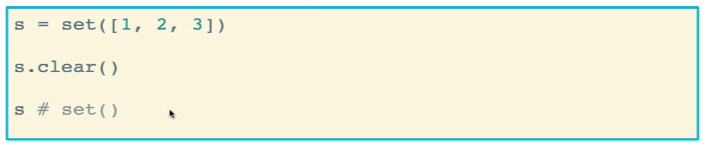 s = set([1, 2, 3])
s.clear()
s # set()